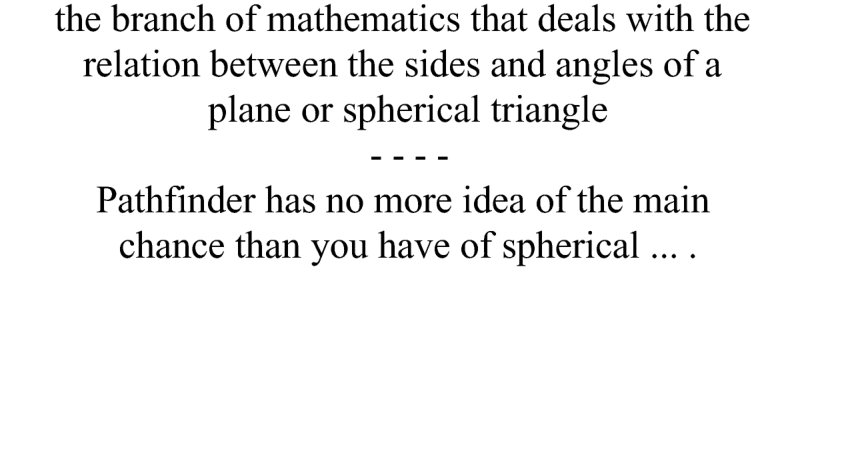 the branch of mathematics that deals with the
relation between the sides and angles of a
plane or spherical triangle
- - - -
Pathfinder has no more idea of the main
chance than you have of spherical ... .